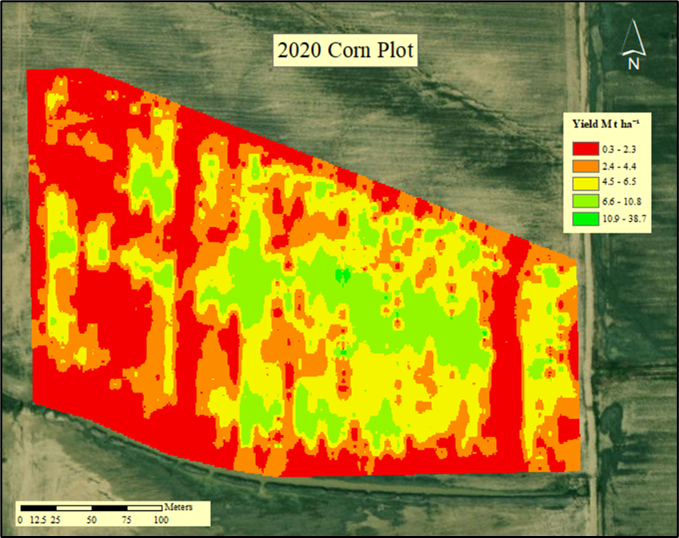 2020 Corn Plot
N
Yield M t ha⁻¹
0.3 - 2.3
2.4 - 4.4
4.5 - 6.5
6.6 - 10.8
10.9 - 38.7
Meters
0 12.5 25 50 75 100